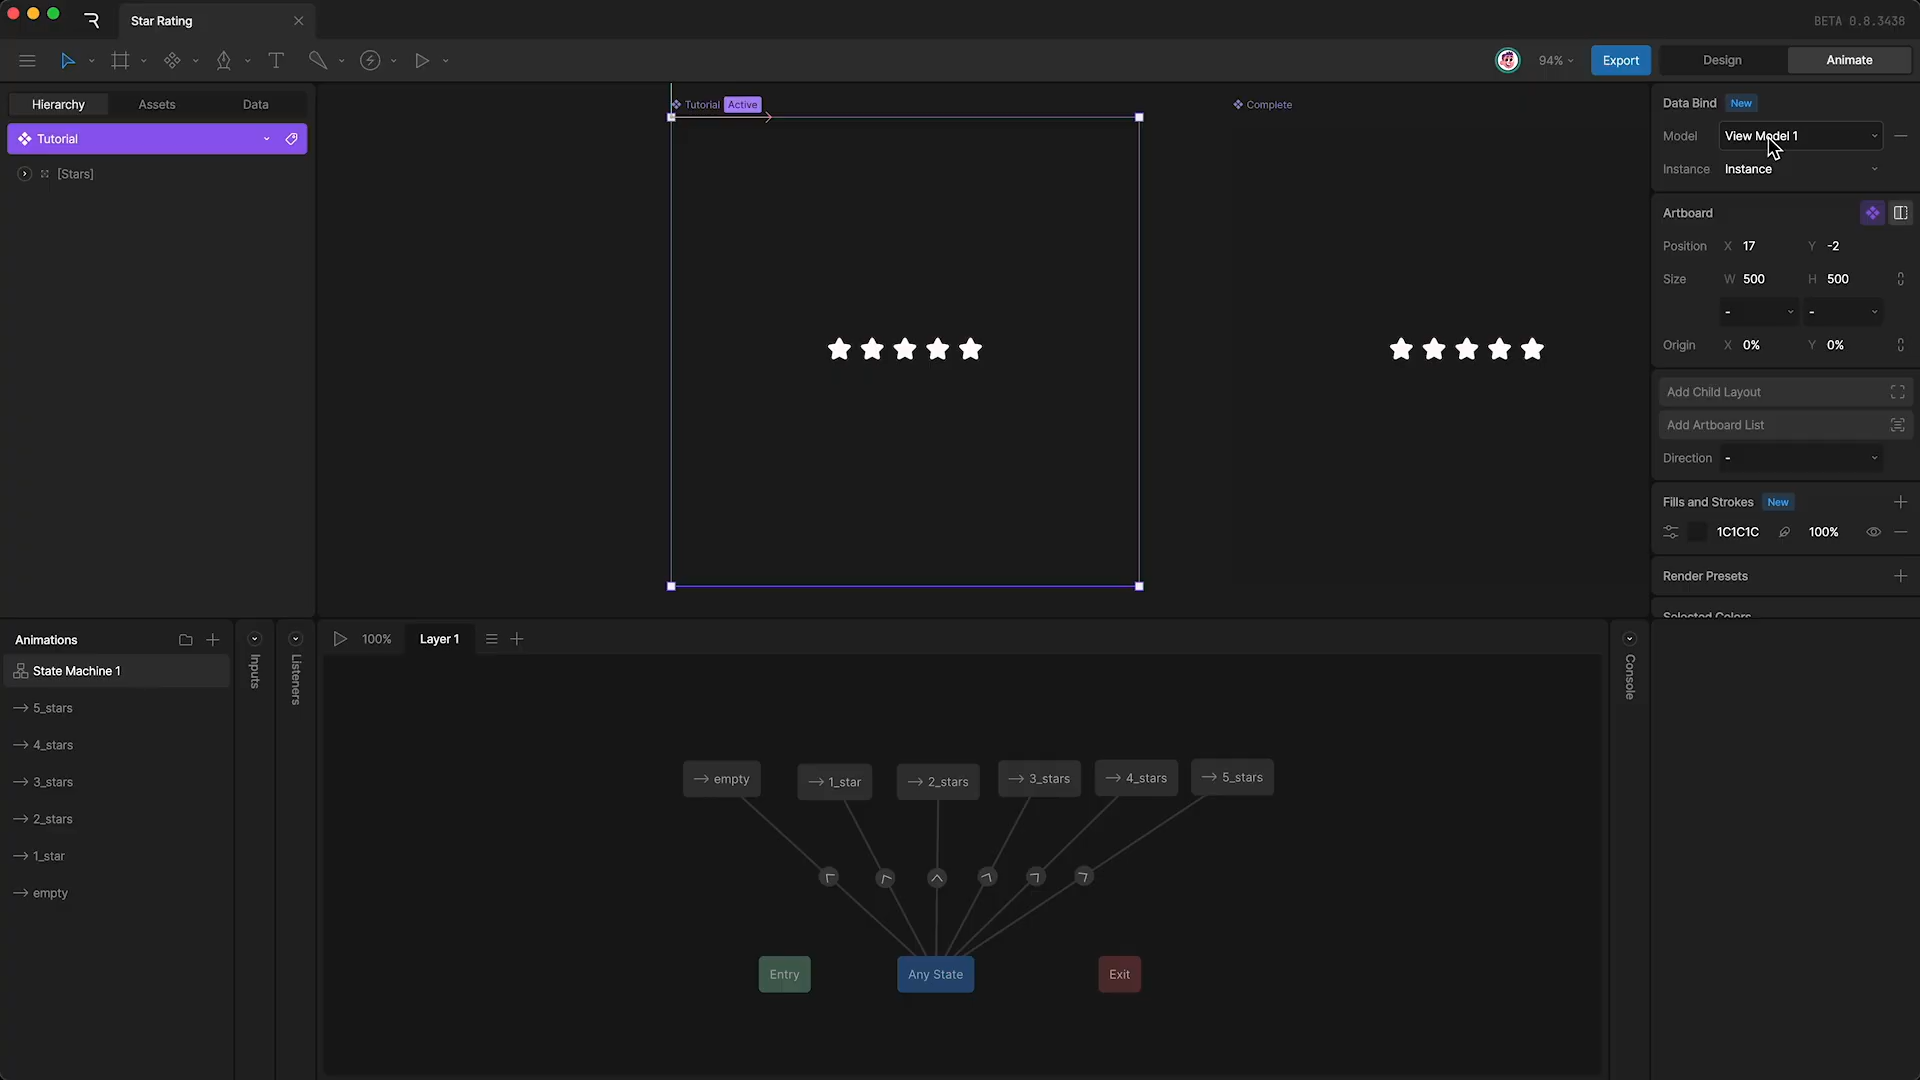 Star Rating
BETA 0.8.3438
94%
Export
Design
Animate
Hierarchy
Assets
Data
Tutorial
[Stars]
Tutorial
Active
Complete
Data Bind
New
Model
View Model 1
Instance
Instance
Artboard
Position
X
17
Y
-2
Size
W
500
H
500
-
-
Origin
X
0%
Y
0%
Add Child Layout
Add Artboard List
Direction
-
Fills and Strokes
New
1C1C1C
100%
Render Presets
Selected Colors
Animations
State Machine 1
5_stars
4_stars
3_stars
2_stars
1_star
empty
Inputs
Listeners
100%
Layer 1
empty
1_star
2_stars
3_stars
4_stars
5_stars
Entry
Any State
Exit
Console